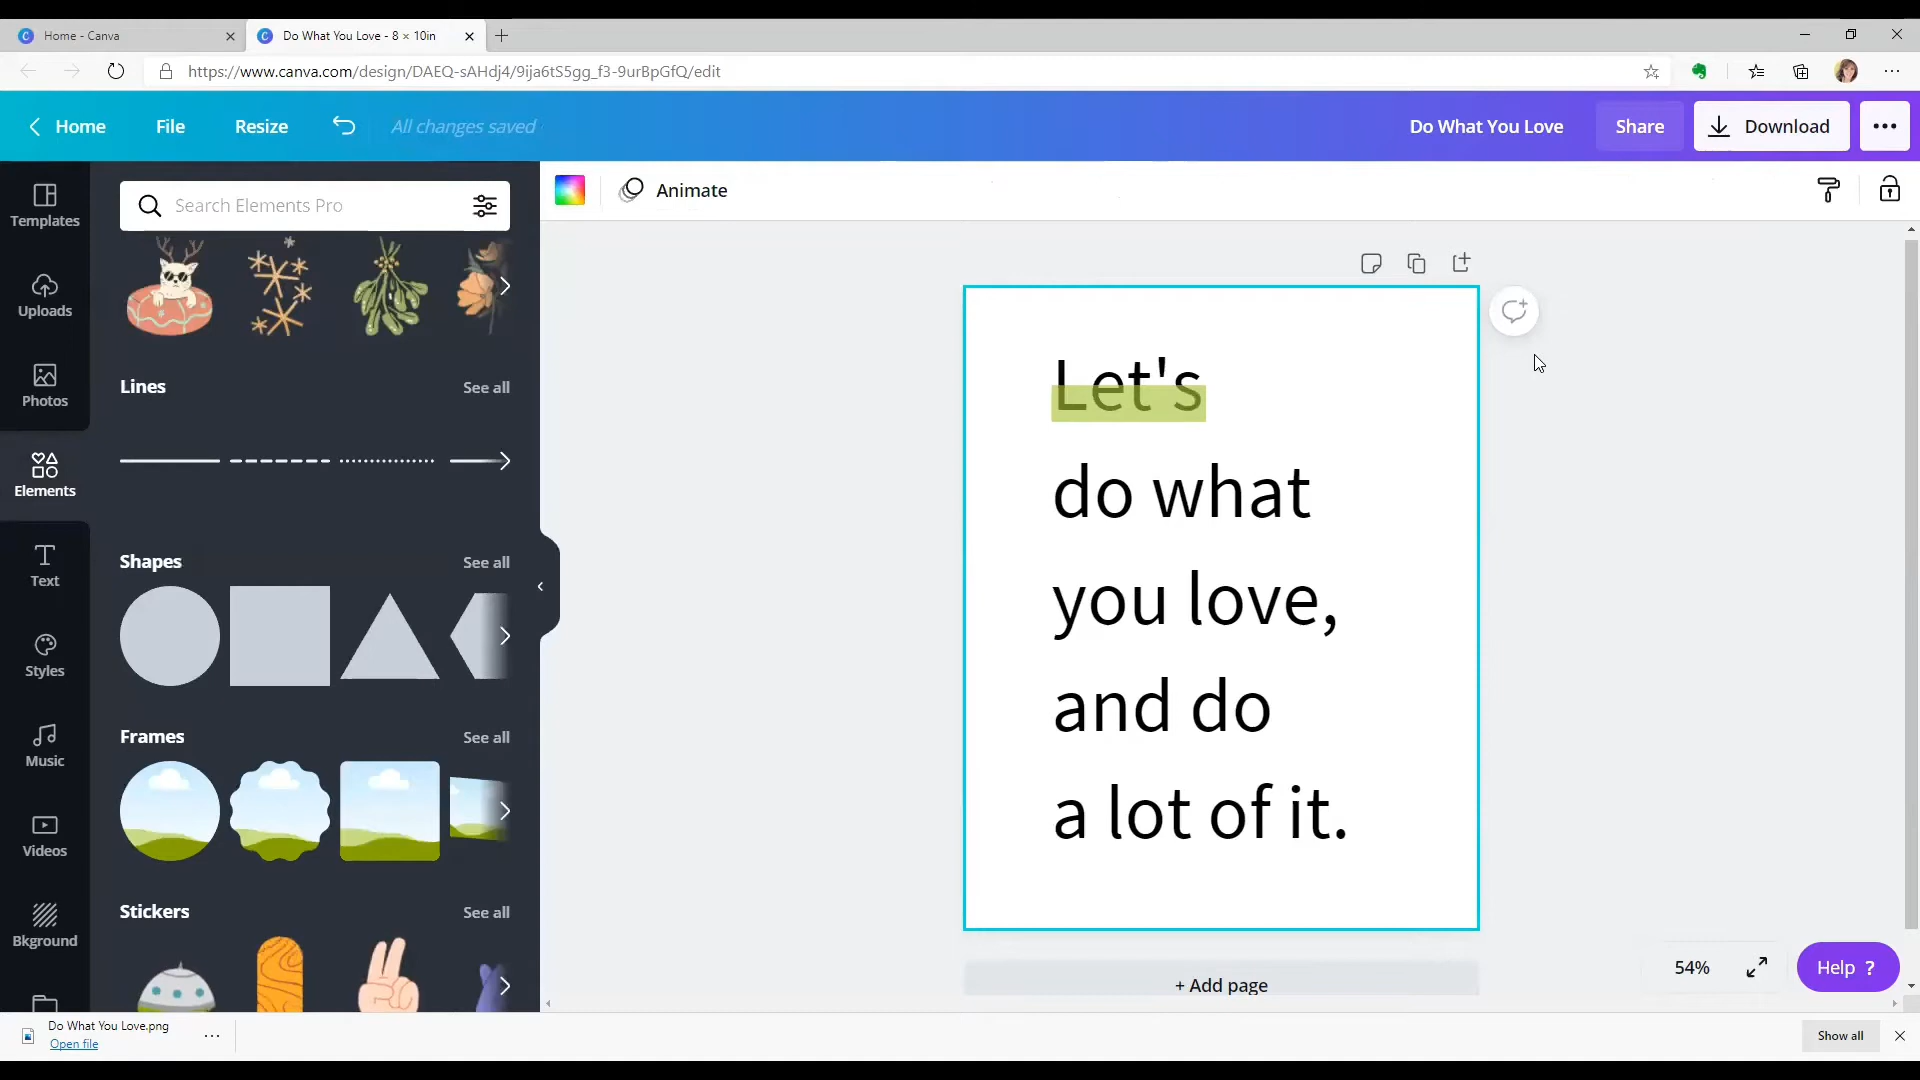 Home - Canva
Do What You Love - 8 × 10in
https://www.canva.com/design/DAEQ-sAHdj4/9ija6tS5gg_f3-9urBpGfQ/edit
Home
File
Resize
All changes saved
Do What You Love
Share
Download
Templates
Uploads
Photos
Elements
Text
Styles
Music
Videos
Bkground
Search Elements Pro
Lines
See all
Shapes
See all
Frames
See all
Stickers
See all
Animate
Let's
do what
you love,
and do
a lot of it.
+ Add page
54%
Help ?
Do What You Love.png
Open file
Show all